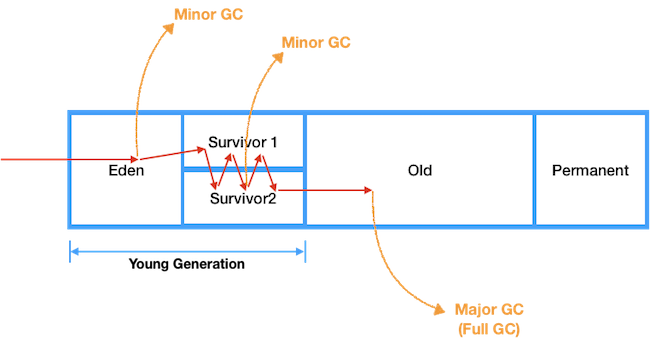 Minor GC
Minor GC
Survivor 1
Eden
Old
Permanent
Survivor2
Young Generation
Major GC
(Full GC)